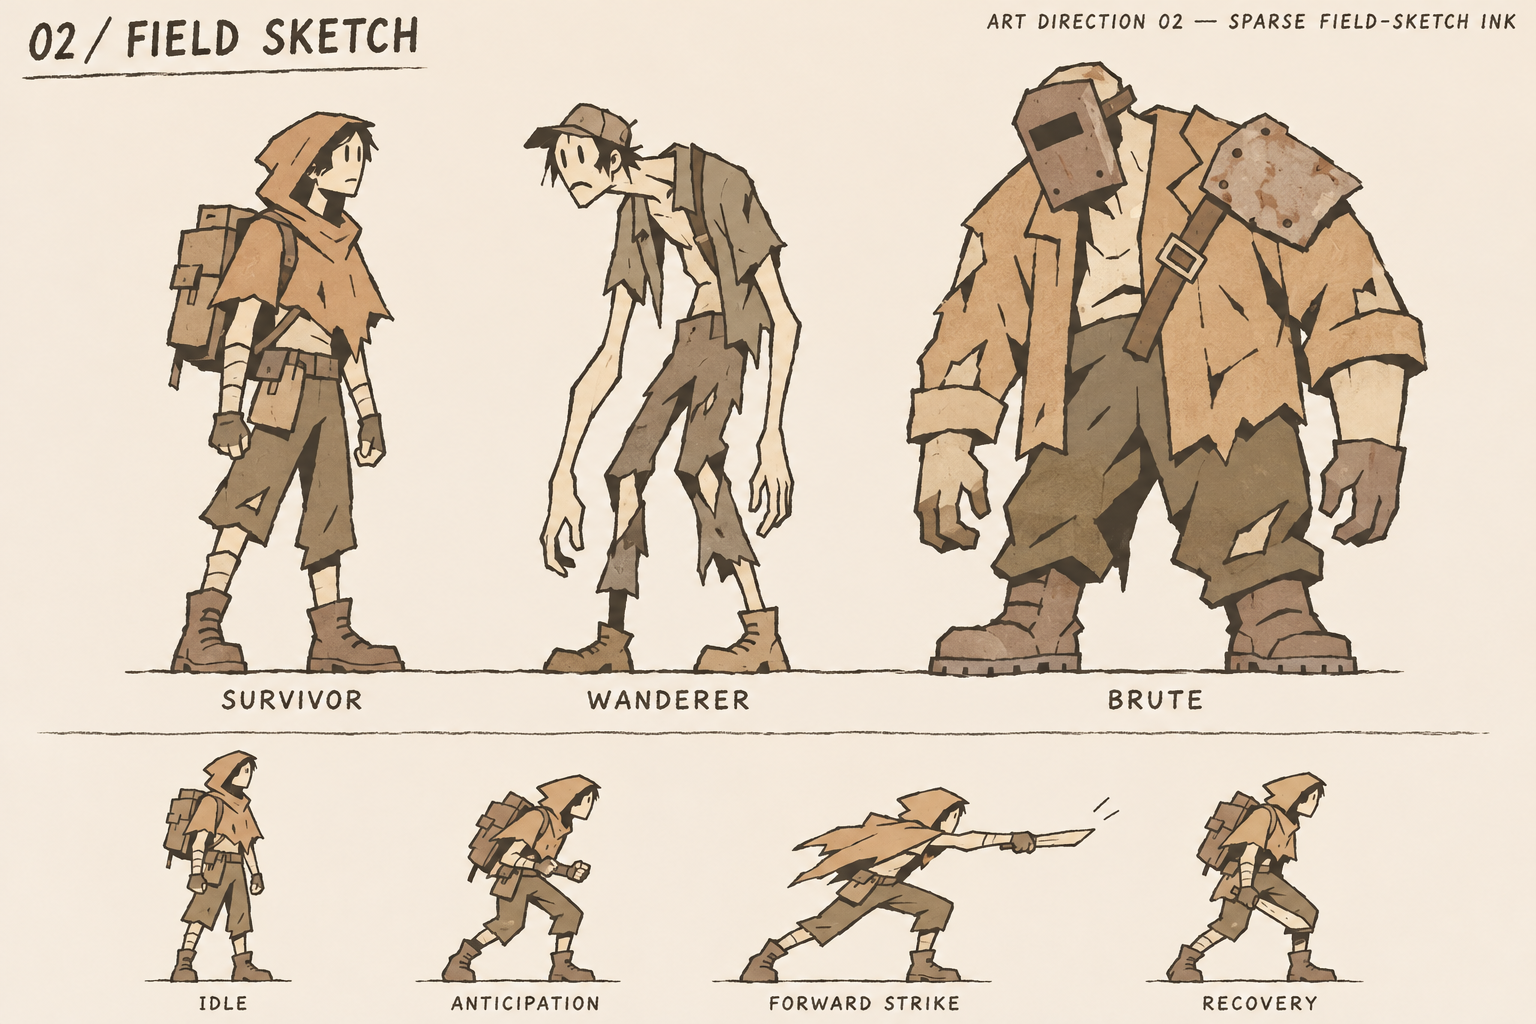 02/ FIELD SKETCH
ART DIRECTION 02 — SPARSE FIELD-SKETCH INK
SURVIVOR
WANDERER
BRUTE
IDLE
ANTICIPATION
FORWARD STRIKE
RECOVERY